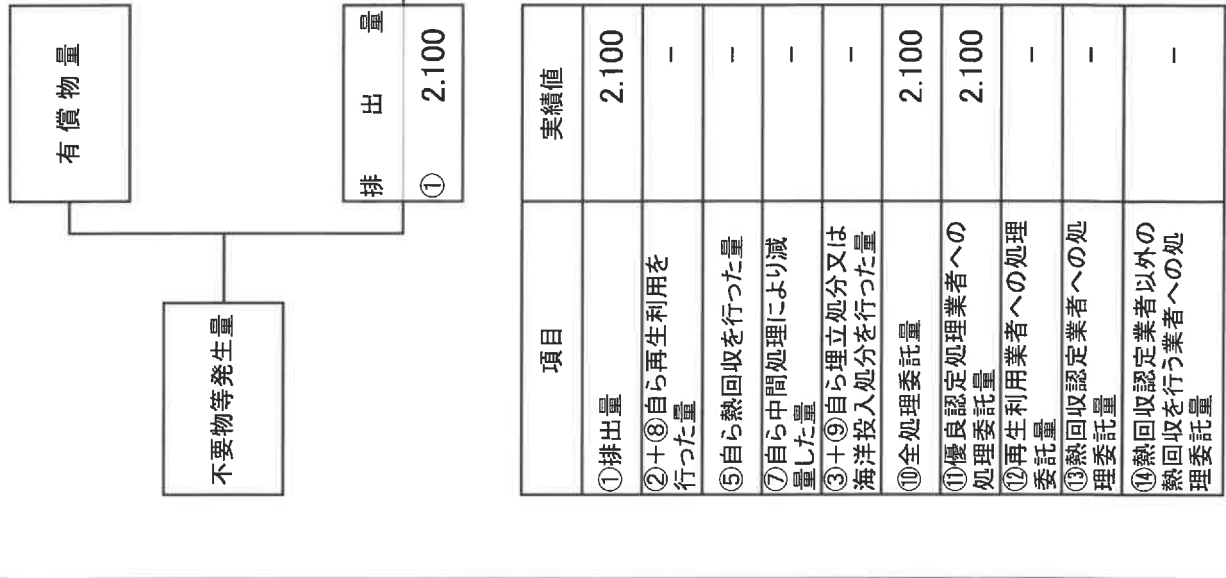 有償物量
不要物等発生量
排出量
① 2.100
項目 実績値
①排出量 2.100
②+⑧自ら再生利用を
行った量 −
⑤自ら熱回収を行った量 −
⑦自ら中間処理により減
量した量 −
③+⑨自ら埋立処分又は
海洋投入処分を行った量 −
⑩全処理委託量 2.100
⑪優良認定処理業者への
処理委託量 2.100
⑫再生利用業者への処理
委託量 −
⑬熱回収認定業者への処
理委託量 −
⑭熱回収認定業者以外の
熱回収を行う業者への処
理委託量 −